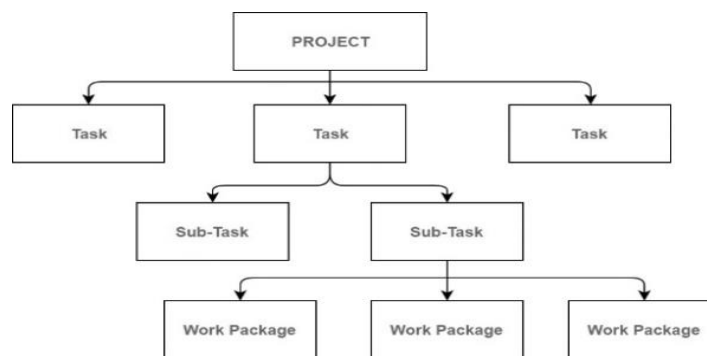 PROJECT
Task
Task
Task
Sub-Task
Sub-Task
Work Package
Work Package
Work Package